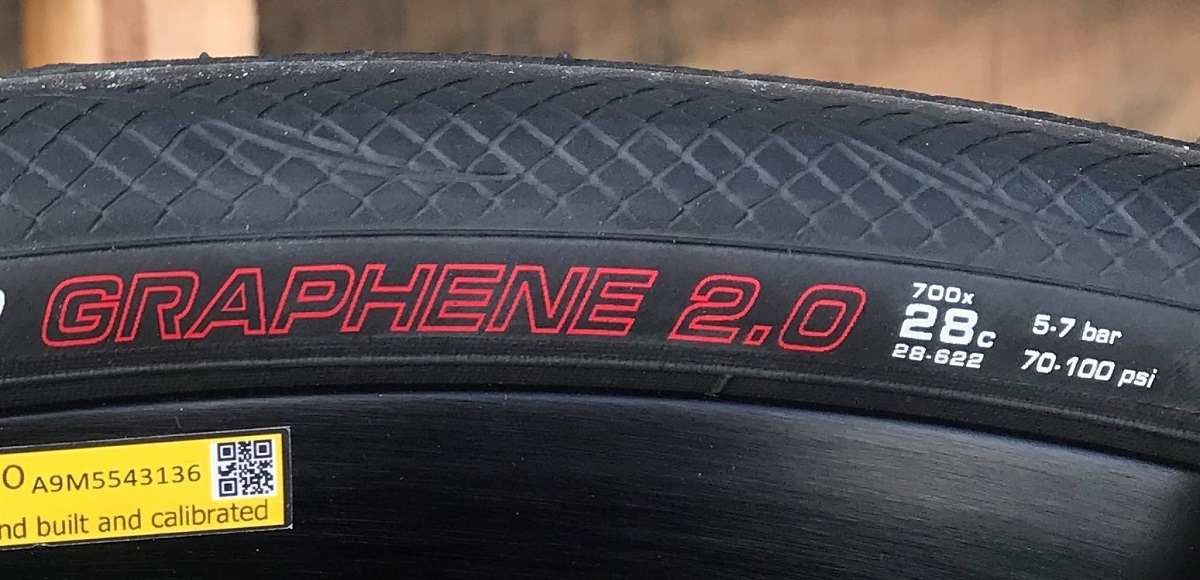 GRAPHENE 2.0
700x
28c
28-622
5-7 bar
70-100 psi
O A9M5543136
nd built and calibrated